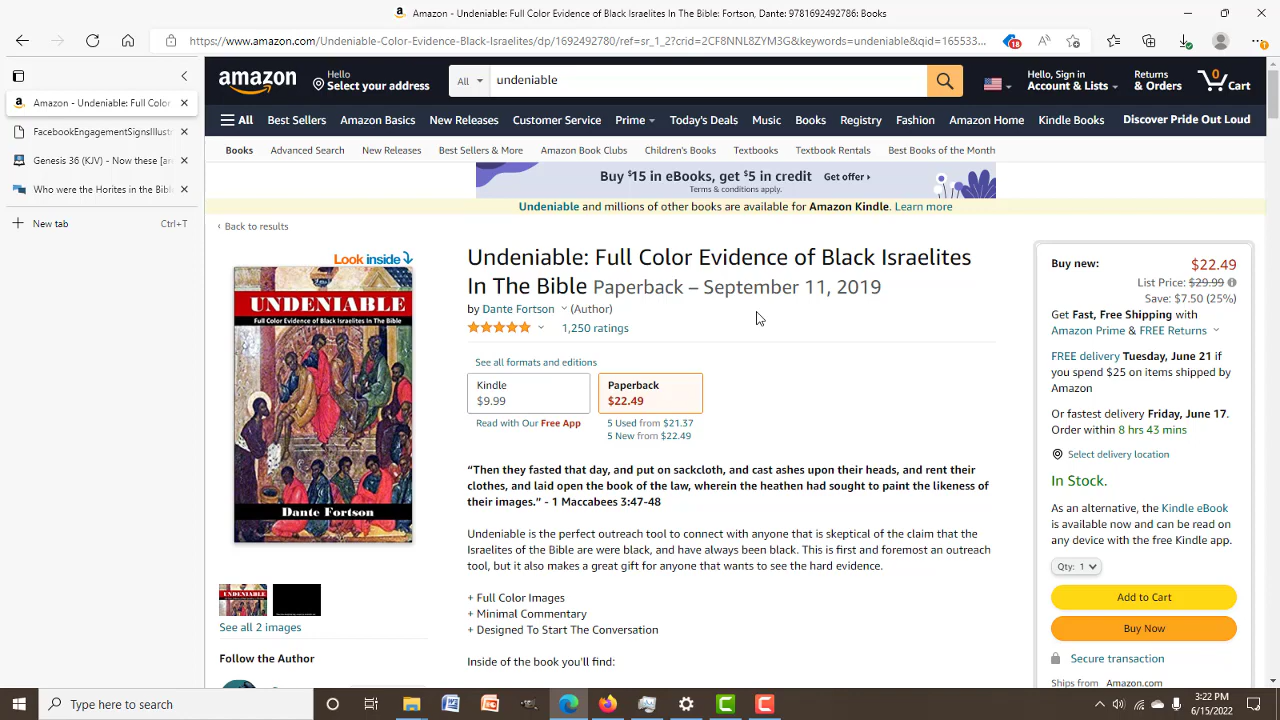 Amazon - Undeniable: Full Color Evidence of Black Israelites In The Bible: Fortson, Dante: 9781692492786: Books
https://www.amazon.com/Undeniable-Color-Evidence-Black-Israelites/dp/1692492780/ref=sr_1_2?crid=2CF8NNL8ZYM3G&keywords=undeniable&qid=165533...
18
Amazon - Undeniable: Full Color
FacebookEngagementSignsIllust
Genesis 36 (KJV) - Now these [an
Who were the Horites in the Bib
New tab
Ctrl+T
amazon
Hello
Select your address
All
undeniable
Hello, Sign in
Account & Lists
Returns
& Orders
0
Cart
All
Best Sellers
Amazon Basics
New Releases
Customer Service
Prime
Today's Deals
Music
Books
Registry
Fashion
Amazon Home
Kindle Books
Discover Pride Out Loud
Books
Advanced Search
New Releases
Best Sellers & More
Amazon Book Clubs
Children's Books
Textbooks
Textbook Rentals
Best Books of the Month
Buy $15 in eBooks, get $5 in credit
Get offer ›
Terms & conditions apply.
Undeniable and millions of other books are available for Amazon Kindle. Learn more
‹ Back to results
Look inside
UNDENIABLE
Full Color Evidence of Black Israelites In The Bible
Dante Fortson
See all 2 images
Follow the Author
Undeniable: Full Color Evidence of Black Israelites
In The Bible Paperback – September 11, 2019
by Dante Fortson (Author)
1,250 ratings
See all formats and editions
Kindle
$9.99
Paperback
$22.49
Read with Our Free App
5 Used from $21.37
5 New from $22.49
“Then they fasted that day, and put on sackcloth, and cast ashes upon their heads, and rent their
clothes, and laid open the book of the law, wherein the heathen had sought to paint the likeness of
their images.” - 1 Maccabees 3:47-48
Undeniable is the perfect outreach tool to connect with anyone that is skeptical of the claim that the
Israelites of the Bible are were black, and have always been black. This is first and foremost an outreach
tool, but it also makes a great gift for anyone that wants to see the hard evidence.
+ Full Color Images
+ Minimal Commentary
+ Designed To Start The Conversation
Inside of the book you'll find:
Buy new:
$22.49
List Price: $29.99
Save: $7.50 (25%)
Get Fast, Free Shipping with
Amazon Prime & FREE Returns
FREE delivery Tuesday, June 21 if
you spend $25 on items shipped by
Amazon
Or fastest delivery Friday, June 17.
Order within 8 hrs 43 mins
Select delivery location
In Stock.
As an alternative, the Kindle eBook
is available now and can be read on
any device with the free Kindle app.
Qty: 1
Add to Cart
Buy Now
Secure transaction
Ships from
Amazon.com
Type here to search
3:22 PM
6/15/2022